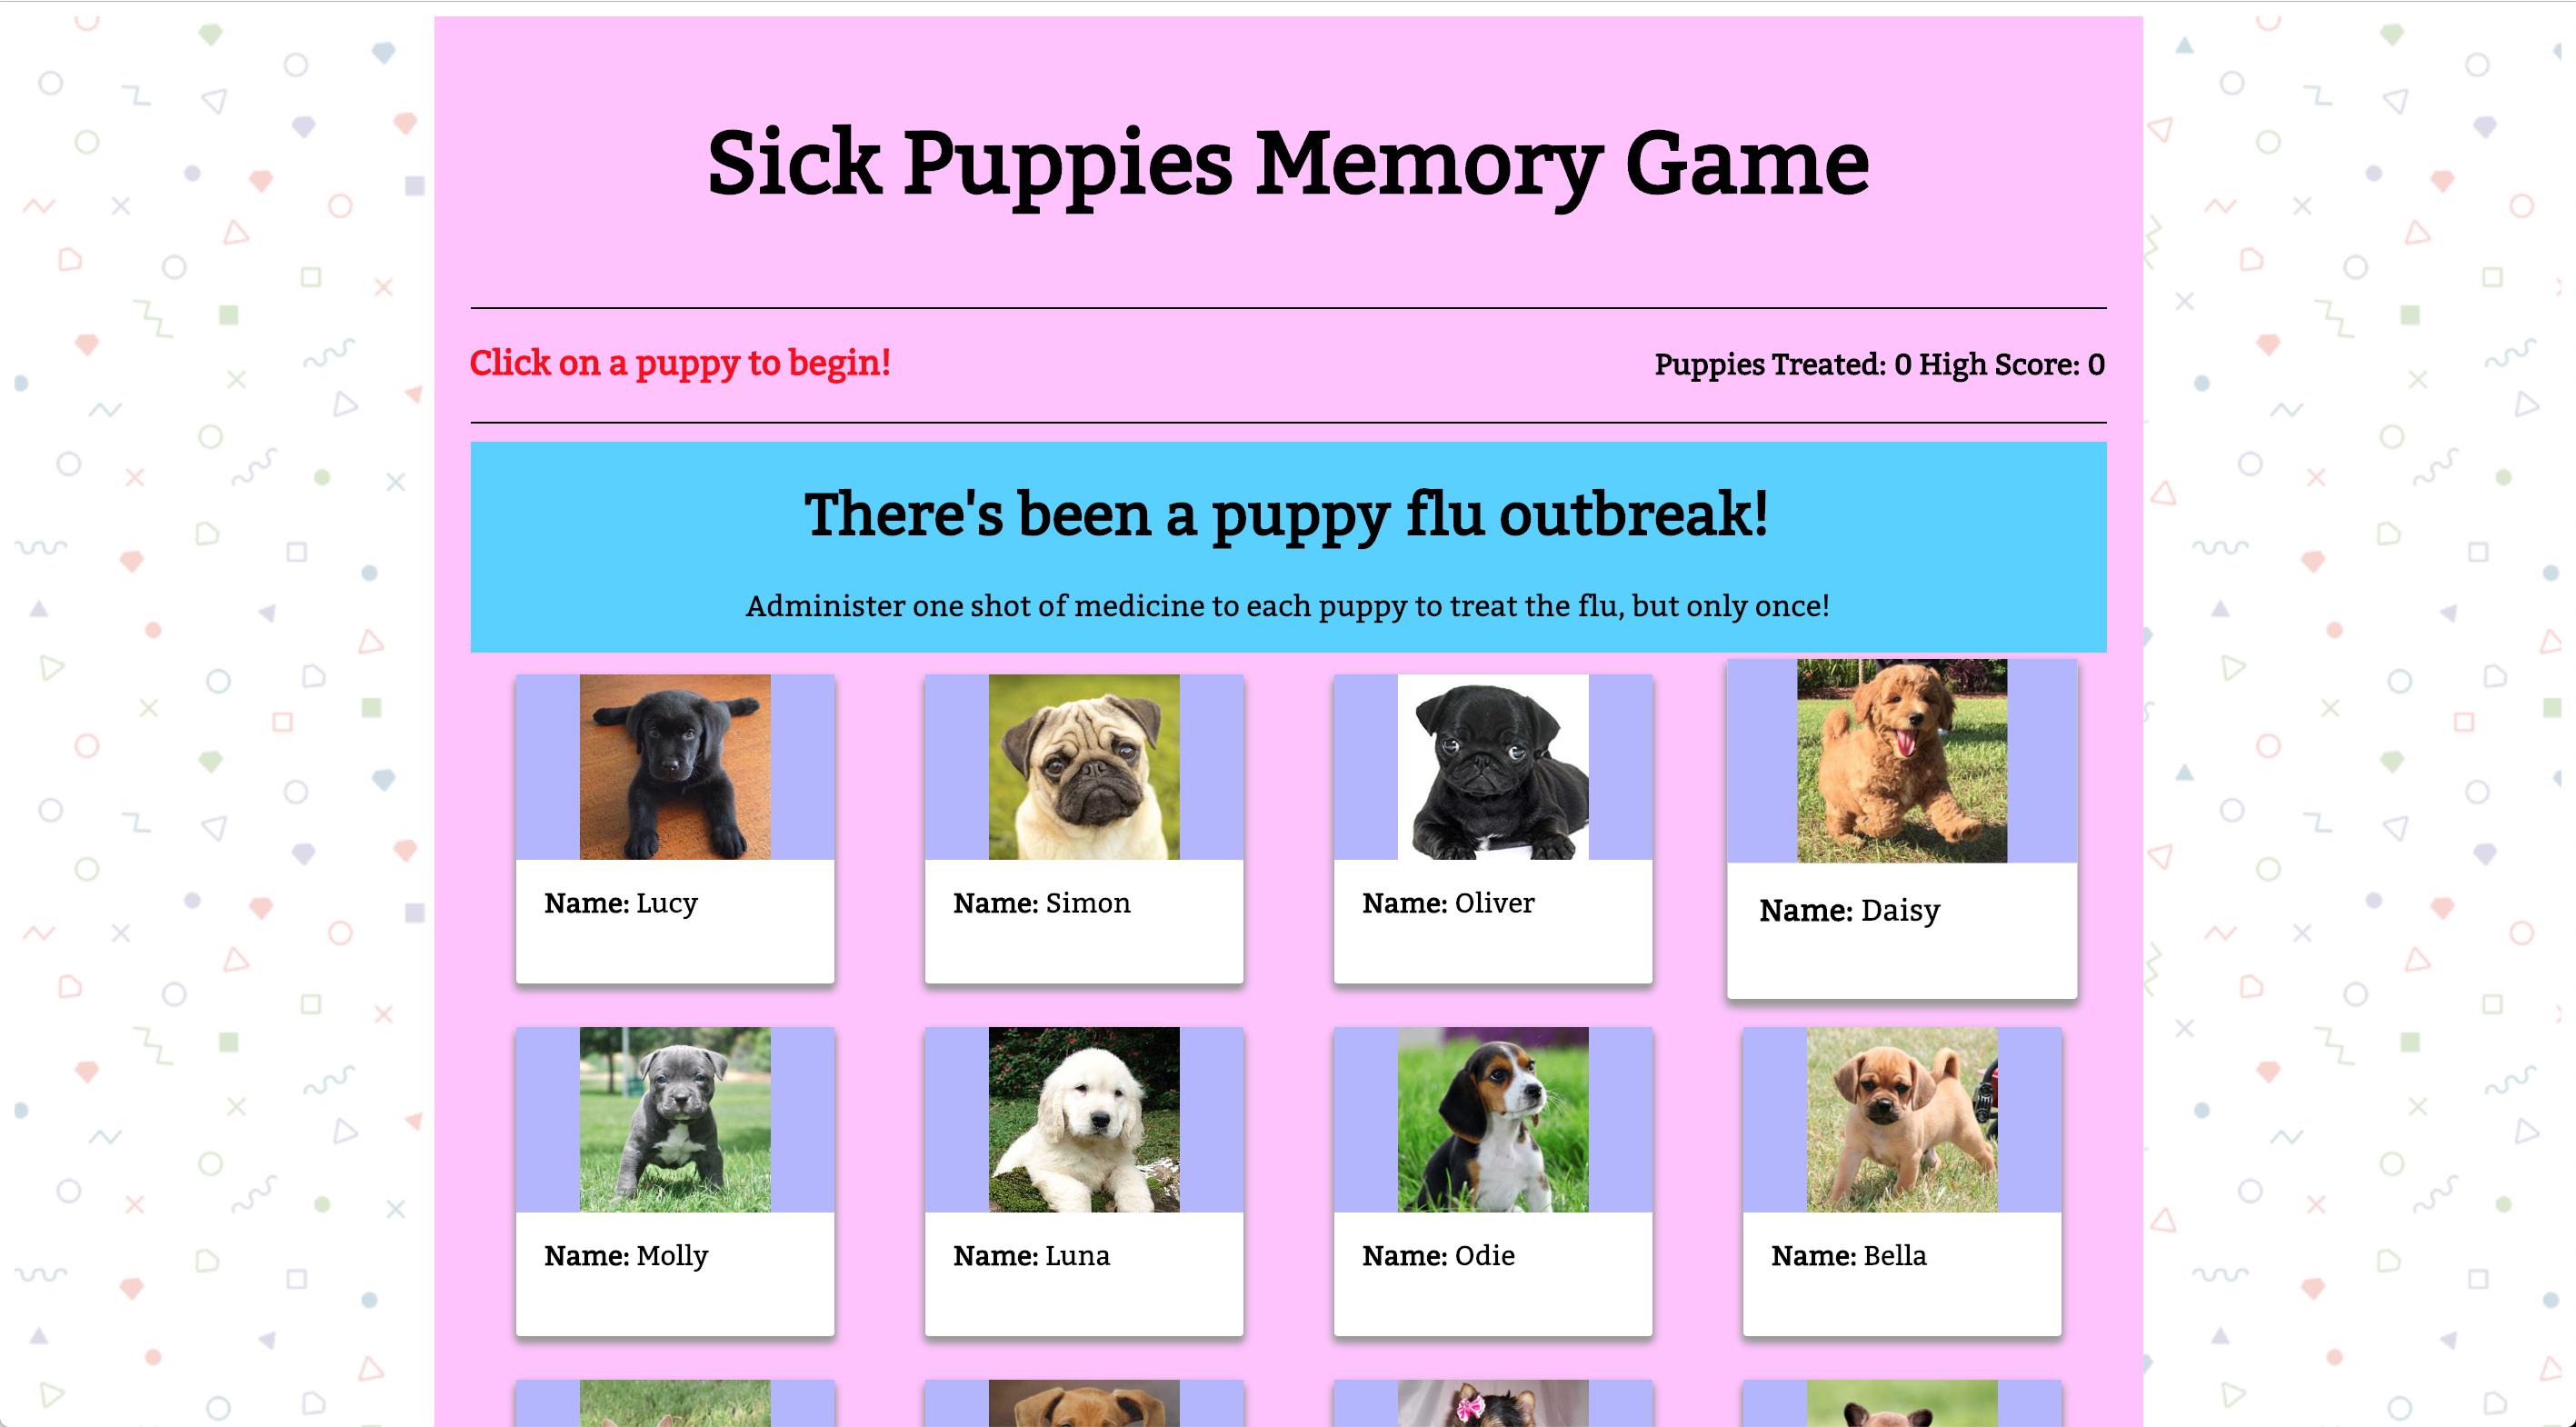 Sick Puppies Memory Game
Click on a puppy to begin!
Puppies Treated: 0 High Score: 0
There's been a puppy flu outbreak!
Administer one shot of medicine to each puppy to treat the flu, but only once!
Name: Lucy
Name: Simon
Name: Oliver
Name: Daisy
Name: Molly
Name: Luna
Name: Odie
Name: Bella